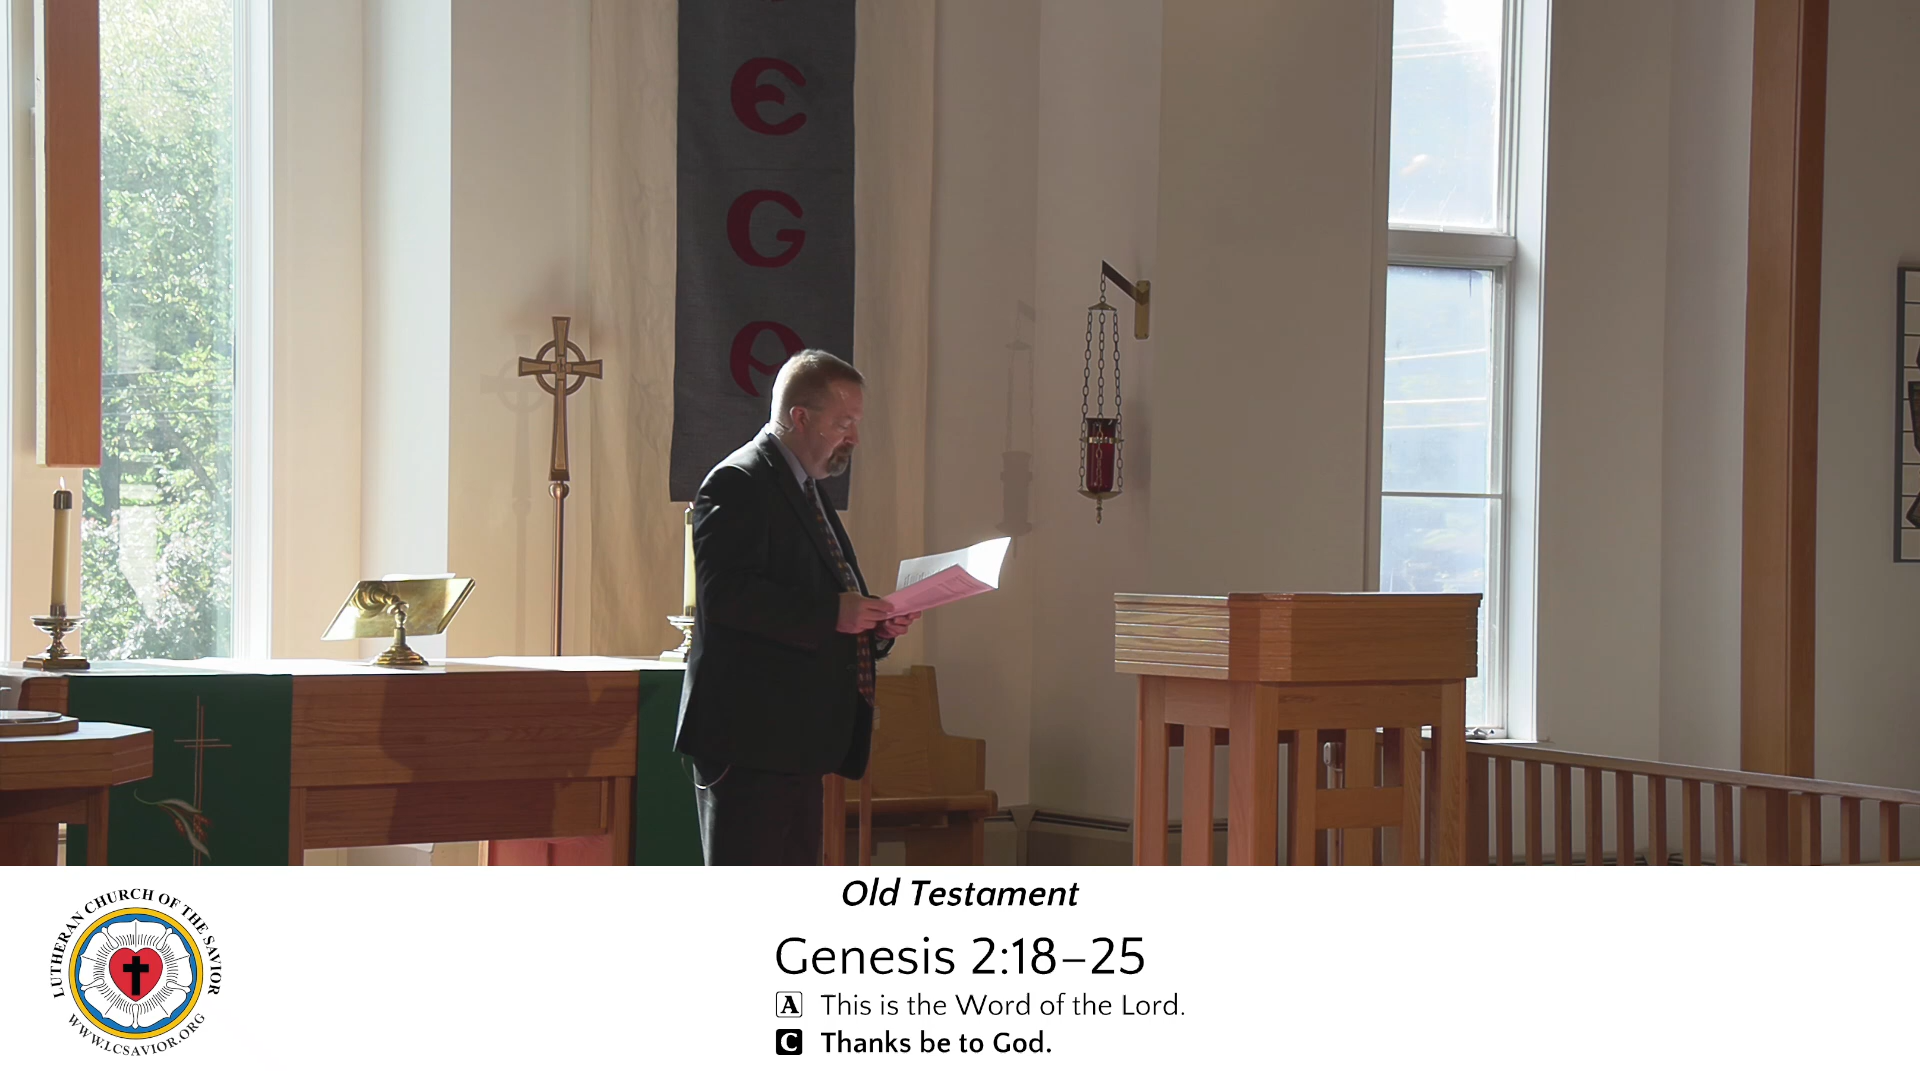 E
G
A
Old Testament
Genesis 2:18–25
A This is the Word of the Lord.
C Thanks be to God.
LUTHERAN CHURCH OF THE SAVIOR
WWW.LCSAVIOR.ORG